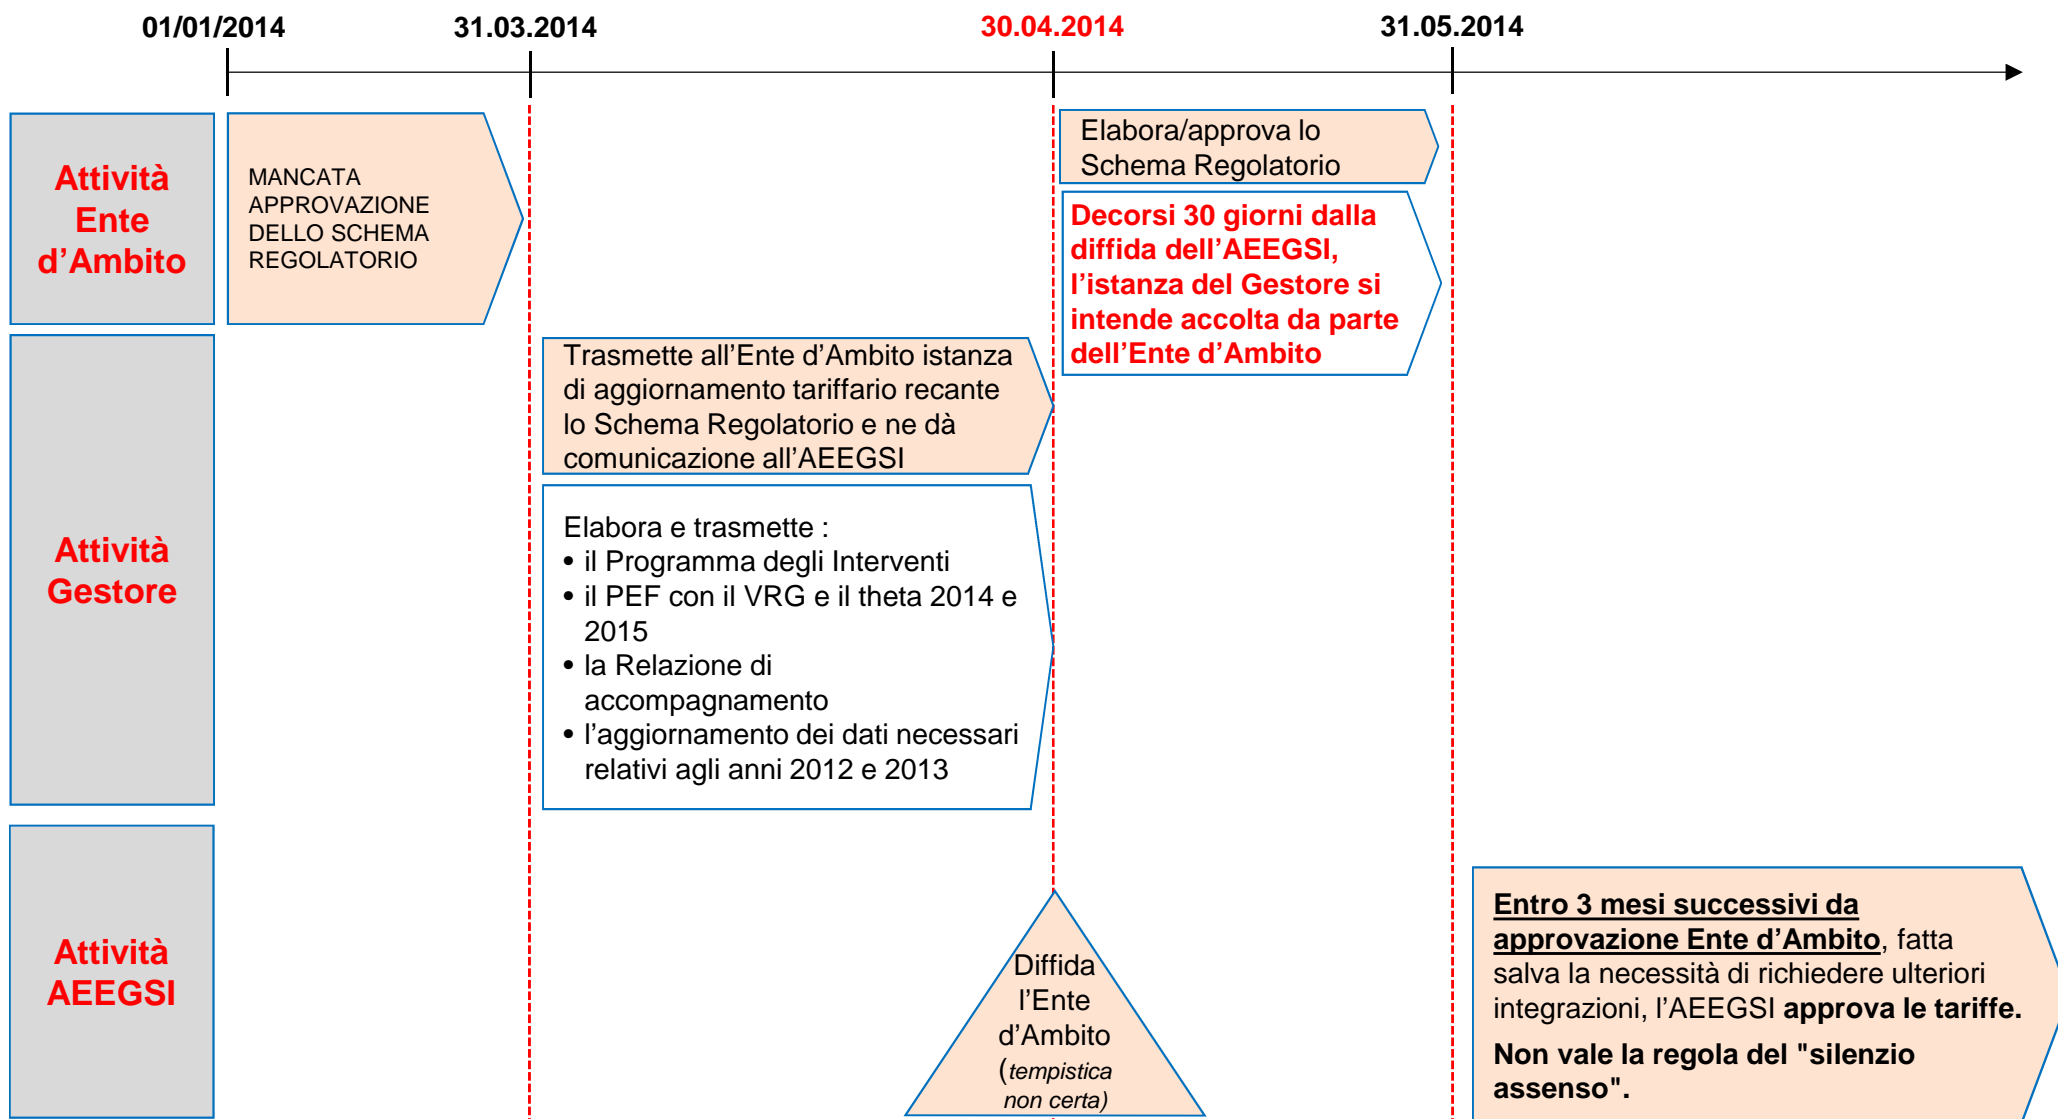 01/01/2014
31.03.2014
30.04.2014
31.05.2014
Attività
Ente
d’Ambito
MANCATA
APPROVAZIONE
DELLO SCHEMA
REGOLATORIO
Elabora/approva lo
Schema Regolatorio
Decorsi 30 giorni dalla
diffida dell’AEEGSI,
l’istanza del Gestore si
intende accolta da parte
dell’Ente d’Ambito
Attività
Gestore
Trasmette all’Ente d’Ambito istanza
di aggiornamento tariffario recante
lo Schema Regolatorio e ne dà
comunicazione all’AEEGSI
Elabora e trasmette :
• il Programma degli Interventi
• il PEF con il VRG e il theta 2014 e
2015
• la Relazione di
accompagnamento
• l’aggiornamento dei dati necessari
relativi agli anni 2012 e 2013
Attività
AEEGSI
Diffida
l’Ente
d’Ambito
(tempistica
non certa)
Entro 3 mesi successivi da
approvazione Ente d’Ambito, fatta
salva la necessità di richiedere ulteriori
integrazioni, l’AEEGSI approva le tariffe.
Non vale la regola del "silenzio
assenso".